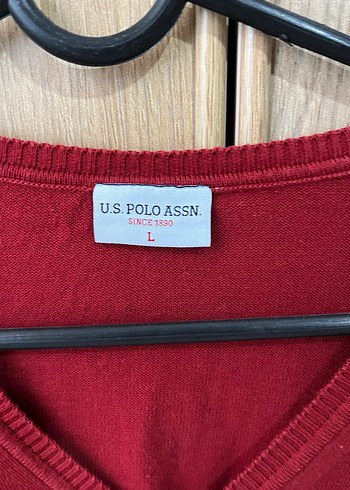 U.S. POLO ASSN.
SINCE 1890
L